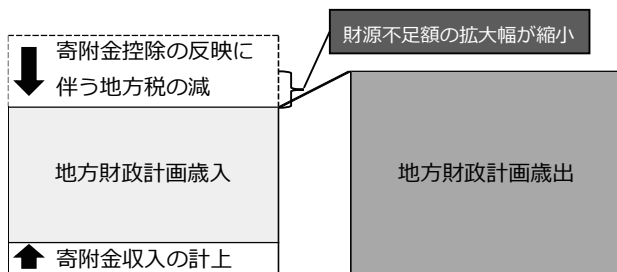 財源不足額の拡大幅が縮小
寄附金控除の反映に
伴う地方税の減
地方財政計画歳入
地方財政計画歳出
寄附金収入の計上